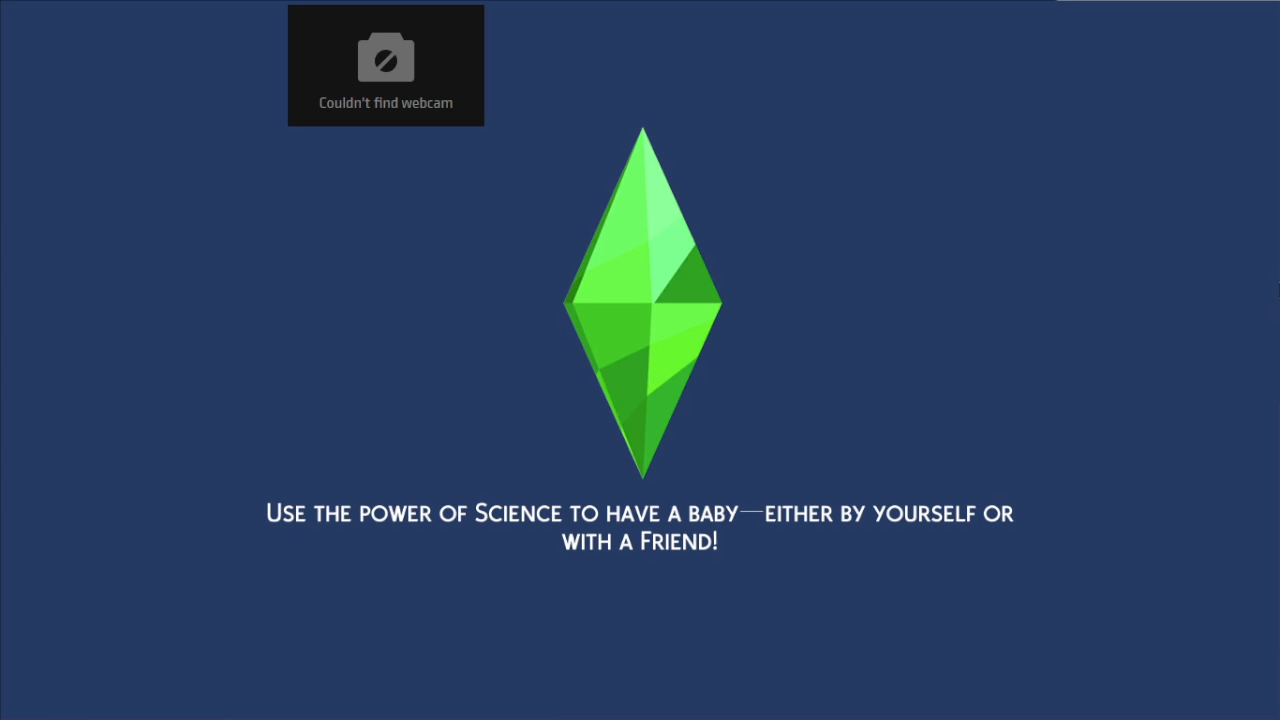 Couldn't find webcam
Use the power of Science to have a baby—either by yourself or
with a Friend!